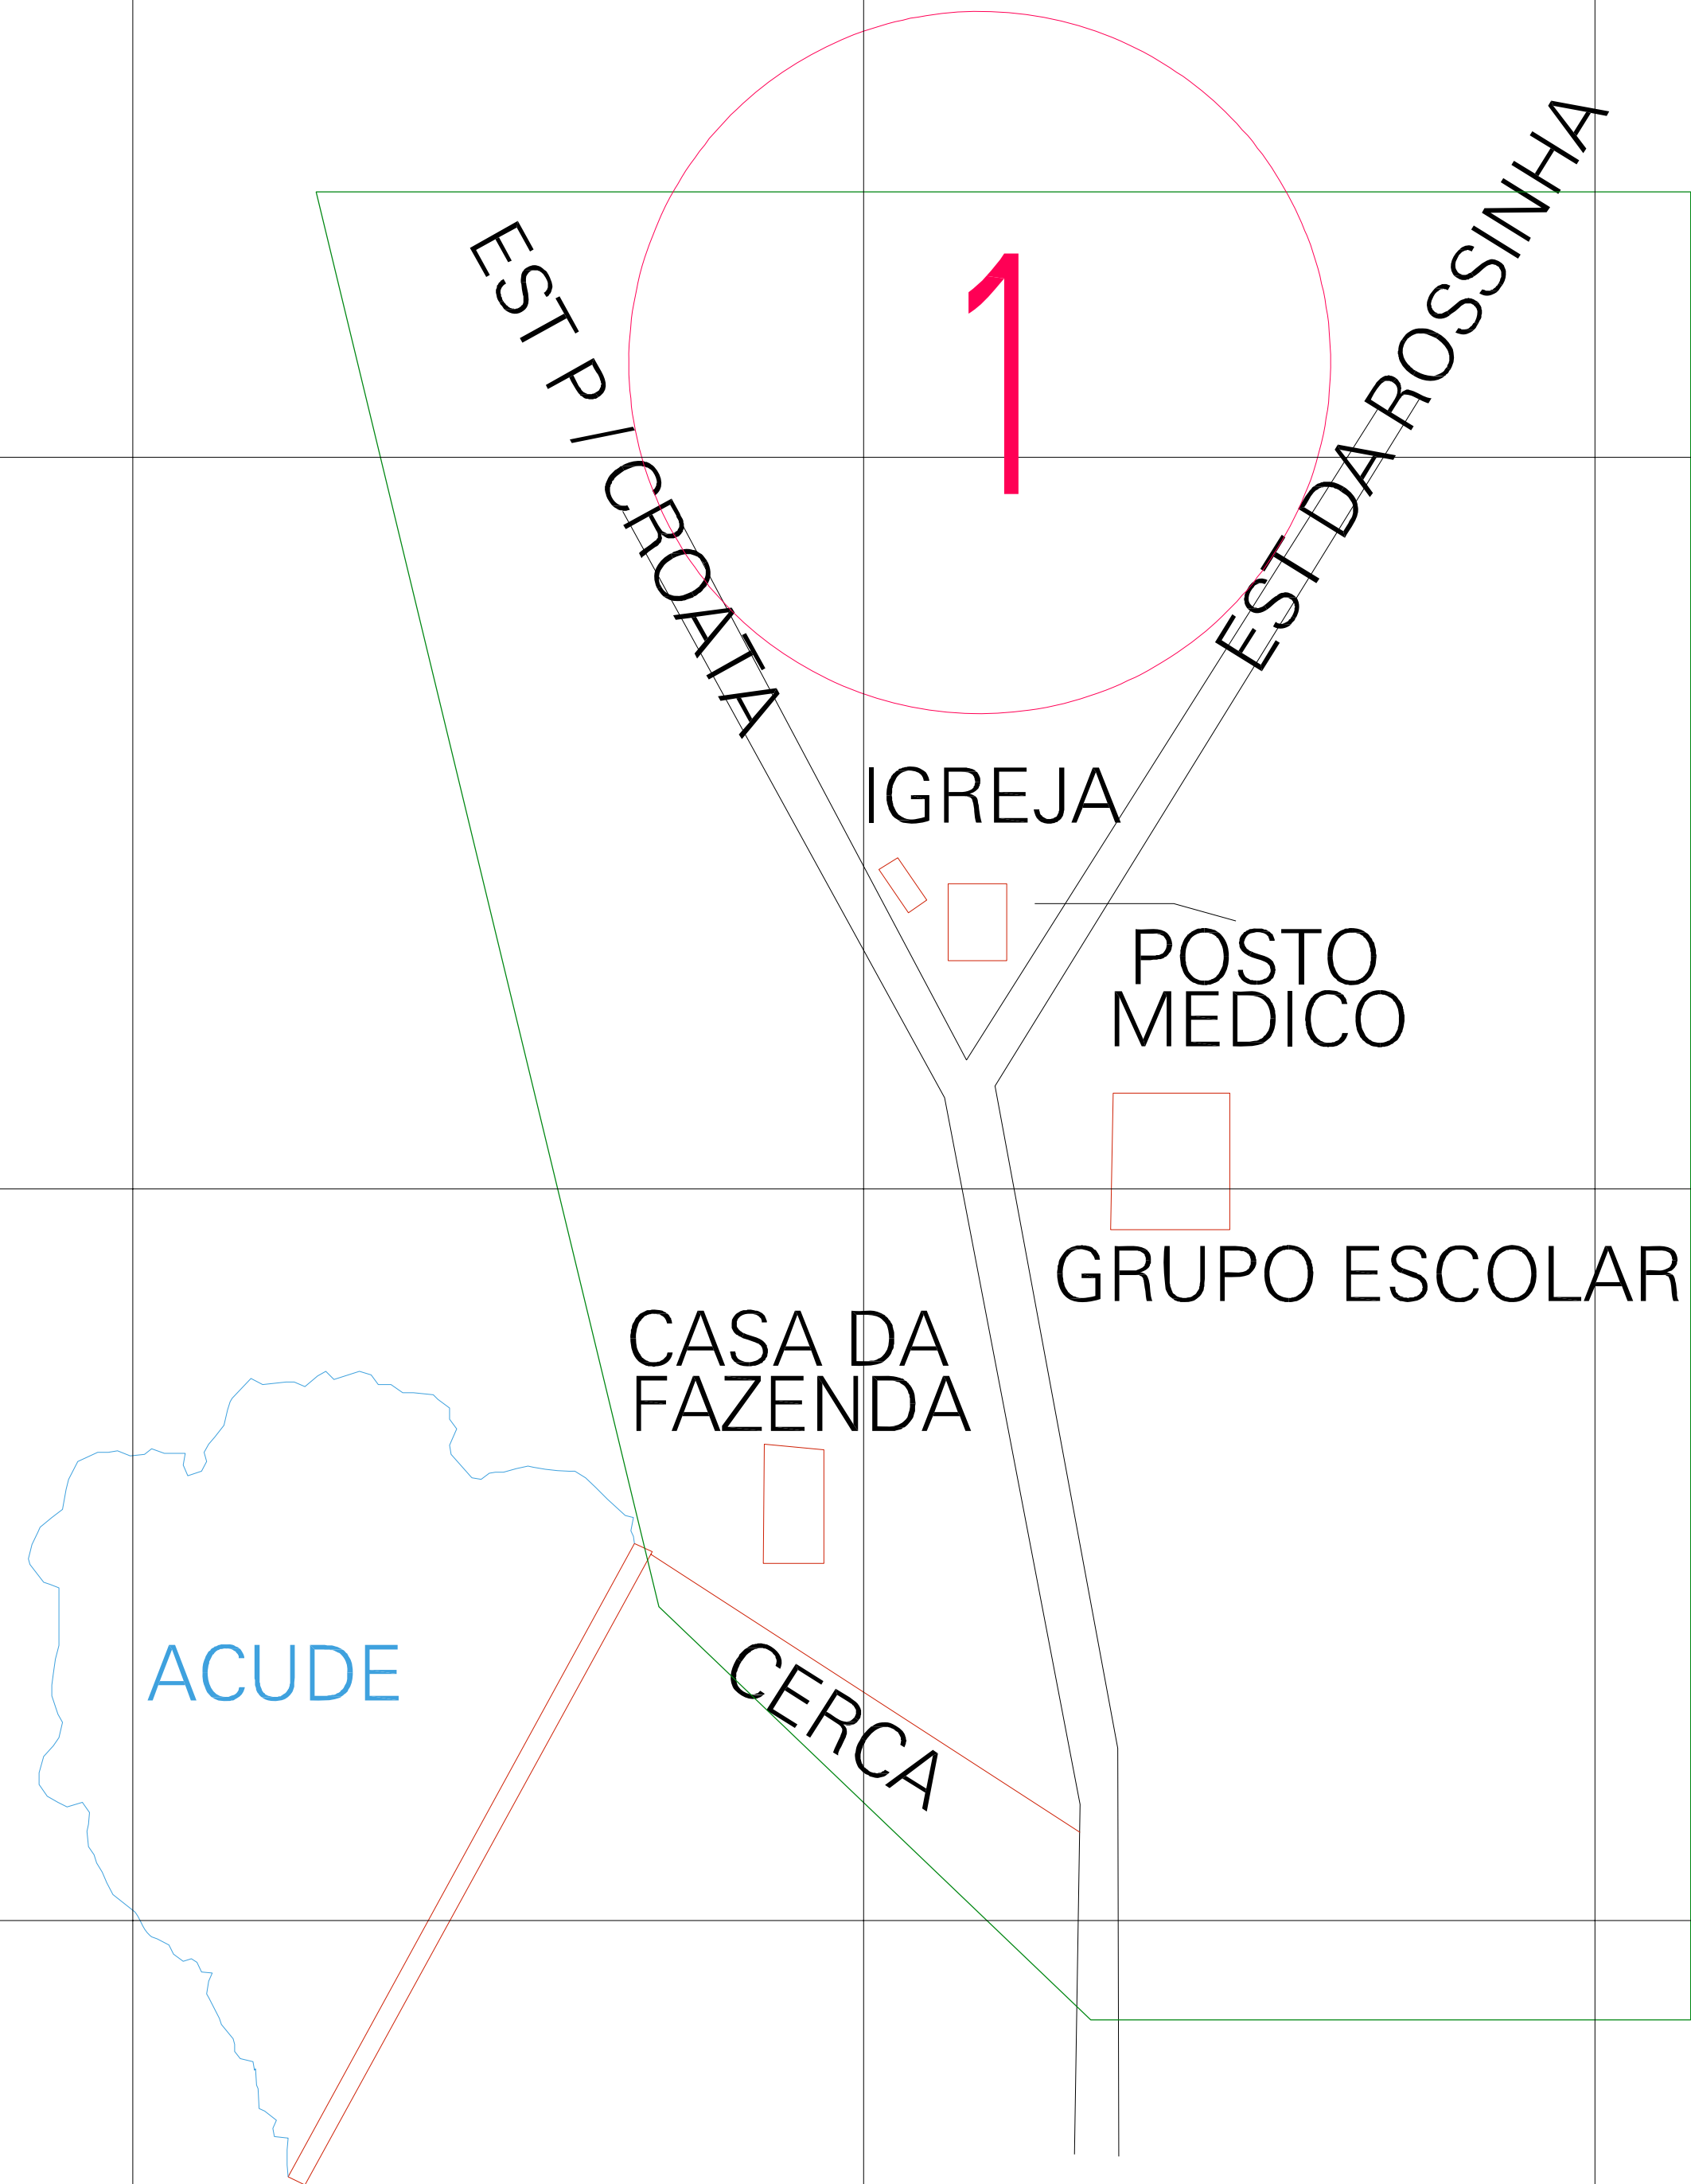 1
EST P / CROATA
EST DA ROSSINHA
IGREJA
POSTO
MEDICO
GRUPO ESCOLAR
CASA DA
FAZENDA
ACUDE
CERCA